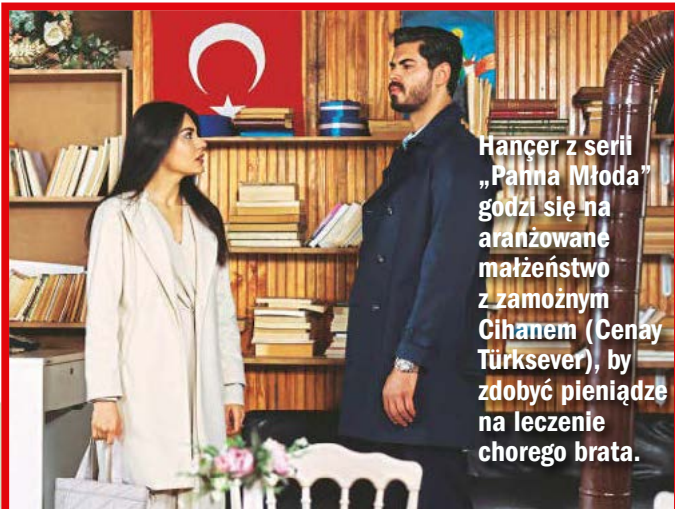 Hançer z serii
„Panna Młoda”
godzi się na
aranżowane
małżeństwo
z zamożnym
Cihanem (Cenay
Türksever), by
zdobyć pieniądze
na leczenie
chorego brata.